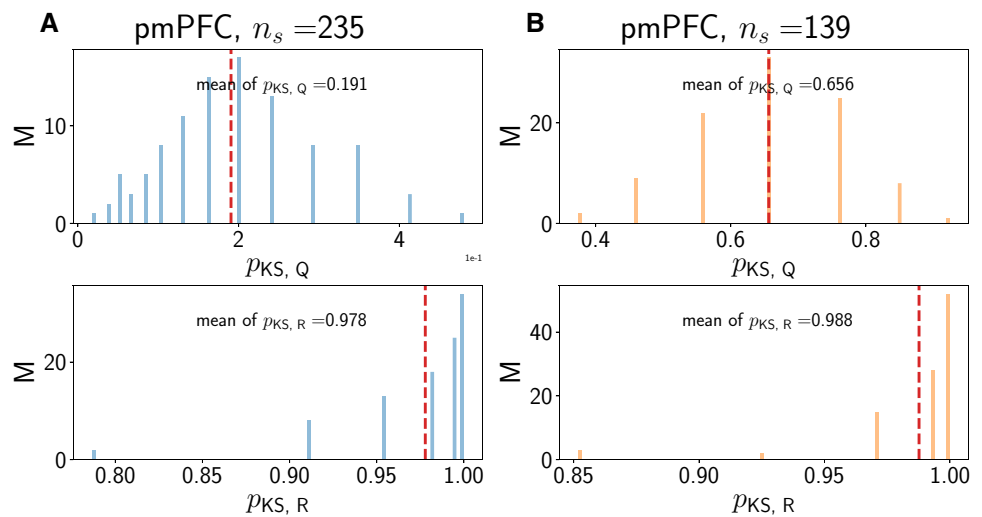 A
pmPFC, nₛ =235
M
mean of p_KS, Q =0.191
10
0
0 2 4
1e-1
p_KS, Q
M
mean of p_KS, R =0.978
20
0
0.80 0.85 0.90 0.95 1.00
p_KS, R
B
pmPFC, nₛ =139
M
mean of p_KS, Q =0.656
20
0
0.4 0.6 0.8
p_KS, Q
M
mean of p_KS, R =0.988
40
20
0
0.85 0.90 0.95 1.00
p_KS, R